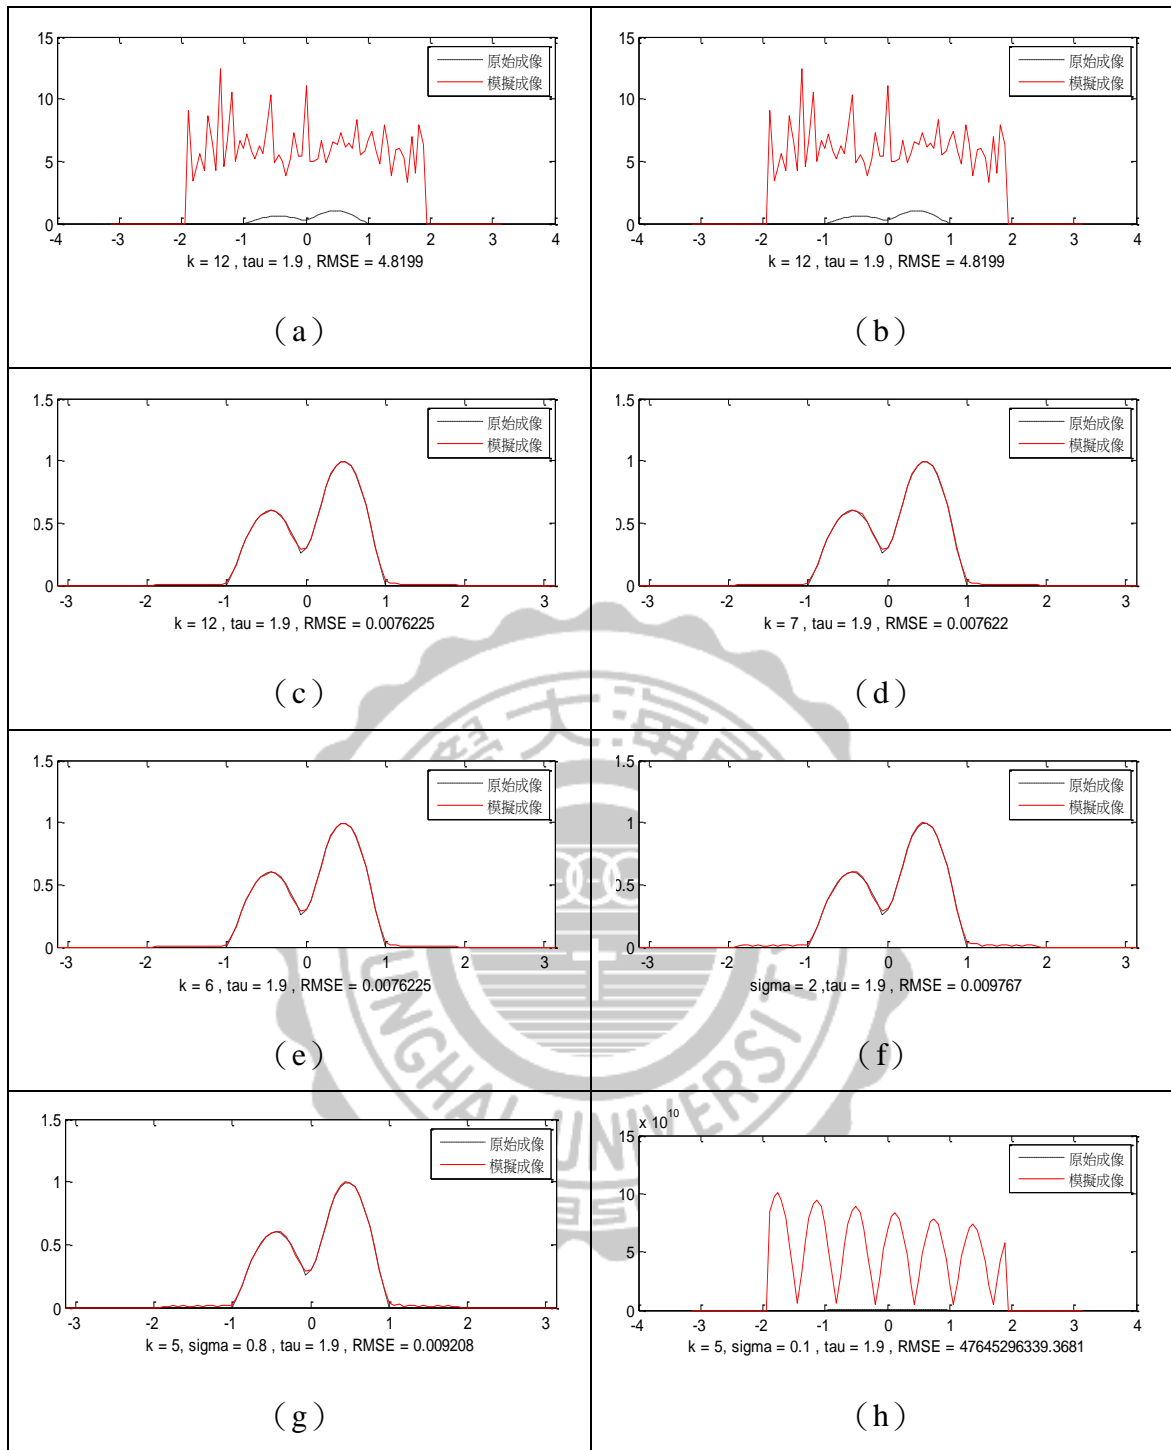 15
10
5
0
-4 -3 -2 -1 0 1 2 3 4
原始成像
模擬成像
k = 12 , tau = 1.9 , RMSE = 4.8199
(a)
15
10
5
0
-4 -3 -2 -1 0 1 2 3 4
原始成像
模擬成像
k = 12 , tau = 1.9 , RMSE = 4.8199
(b)
1.5
1
0.5
0
-3 -2 -1 0 1 2 3
原始成像
模擬成像
k = 12 , tau = 1.9 , RMSE = 0.0076225
(c)
1.5
1
0.5
0
-3 -2 -1 0 1 2 3
原始成像
模擬成像
k = 7 , tau = 1.9 , RMSE = 0.007622
(d)
1.5
1
0.5
0
-3 -2 -1 0 1 2 3
原始成像
模擬成像
k = 6 , tau = 1.9 , RMSE = 0.0076225
(e)
1.5
1
0.5
0
-3 -2 -1 0 1 2 3
原始成像
模擬成像
sigma = 2 ,tau = 1.9 , RMSE = 0.009767
(f)
1.5
1
0.5
0
-3 -2 -1 0 1 2 3
原始成像
模擬成像
k = 5, sigma = 0.8 , tau = 1.9 , RMSE = 0.009208
(g)
x 10^10
15
10
5
0
-4 -3 -2 -1 0 1 2 3 4
原始成像
模擬成像
k = 5, sigma = 0.1 , tau = 1.9 , RMSE = 47645296339.3681
(h)
學大海東
UNGHAI UNIVERSIT